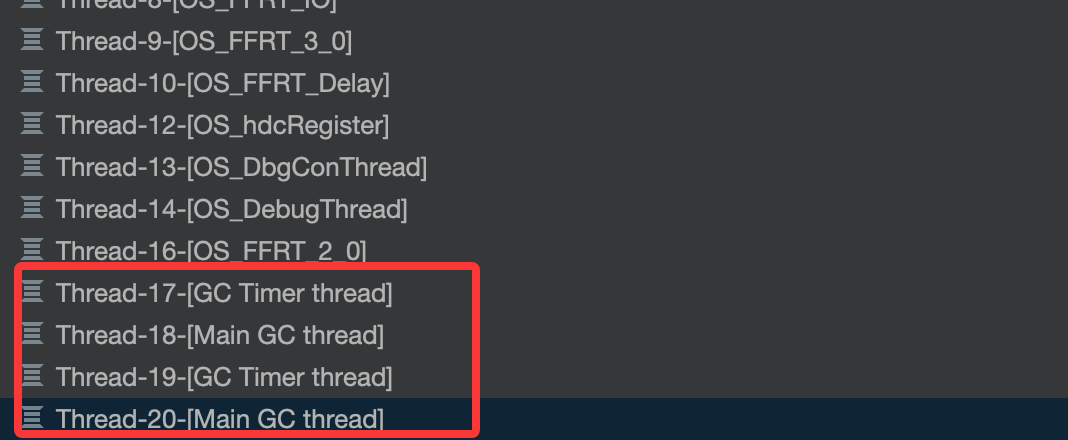 Thread-8-[OS_FFRT_IO]
Thread-9-[OS_FFRT_3_0]
Thread-10-[OS_FFRT_Delay]
Thread-12-[OS_hdcRegister]
Thread-13-[OS_DbgConThread]
Thread-14-[OS_DebugThread]
Thread-16-[OS_FFRT_2_0]
Thread-17-[GC Timer thread]
Thread-18-[Main GC thread]
Thread-19-[GC Timer thread]
Thread-20-[Main GC thread]